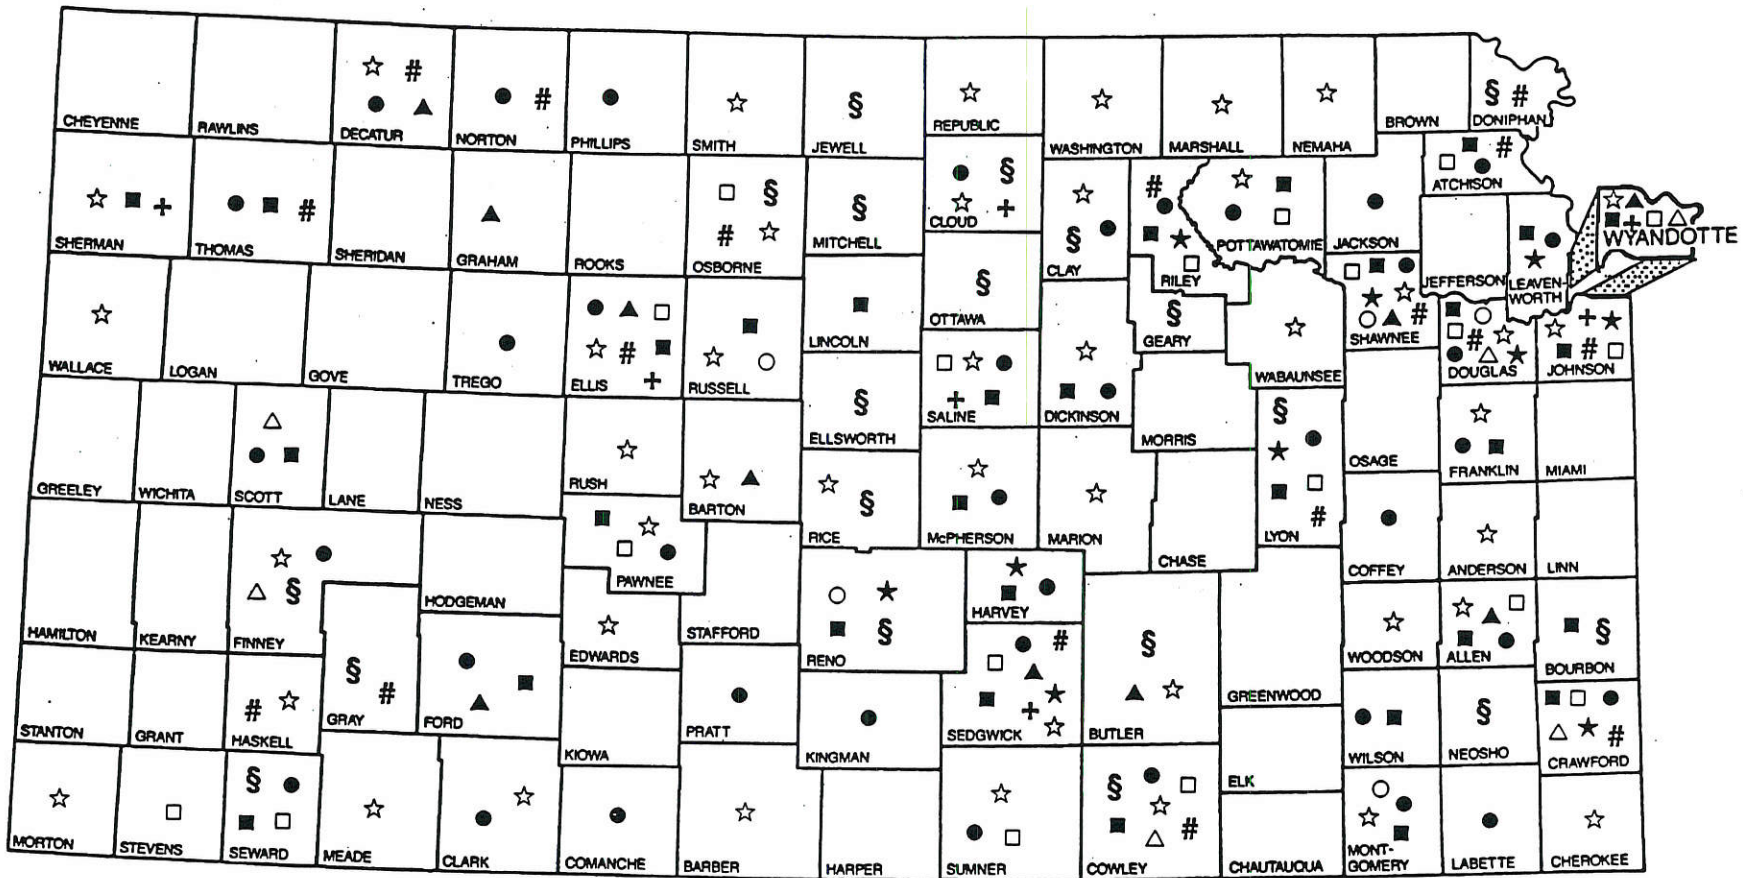 CHEYENNE
RAWLINS
DECATUR
NORTON
PHILLIPS
SMITH
JEWELL
REPUBLIC
WASHINGTON
MARSHALL
NEMAHA
BROWN
§ #
DONIPHAN
SHERMAN
THOMAS
SHERIDAN
GRAHAM
ROOKS
OSBORNE
MITCHELL
CLOUD
CLAY
RILEY
POTTAWATOMIE
JACKSON
ATCHISON
JEFFERSON
LEAVEN-
WORTH
WYANDOTTE
WALLACE
LOGAN
GOVE
TREGO
ELLIS
RUSSELL
LINCOLN
OTTAWA
SALINE
DICKINSON
GEARY
WABAUNSEE
SHAWNEE
DOUGLAS
JOHNSON
GREELEY
WICHITA
SCOTT
LANE
NESS
RUSH
BARTON
ELLSWORTH
RICE
McPHERSON
MARION
MORRIS
CHASE
LYON
OSAGE
FRANKLIN
MIAMI
HAMILTON
KEARNY
FINNEY
HODGEMAN
PAWNEE
EDWARDS
STAFFORD
RENO
HARVEY
COFFEY
ANDERSON
LINN
STANTON
GRANT
HASKELL
GRAY
FORD
KIOWA
PRATT
KINGMAN
SEDGWICK
BUTLER
GREENWOOD
WOODSON
ALLEN
BOURBON
MORTON
STEVENS
SEWARD
MEADE
CLARK
COMANCHE
BARBER
HARPER
SUMNER
COWLEY
ELK
CHAUTAUQUA
WILSON
NEOSHO
CRAWFORD
MONT-
GOMERY
LABETTE
CHEROKEE